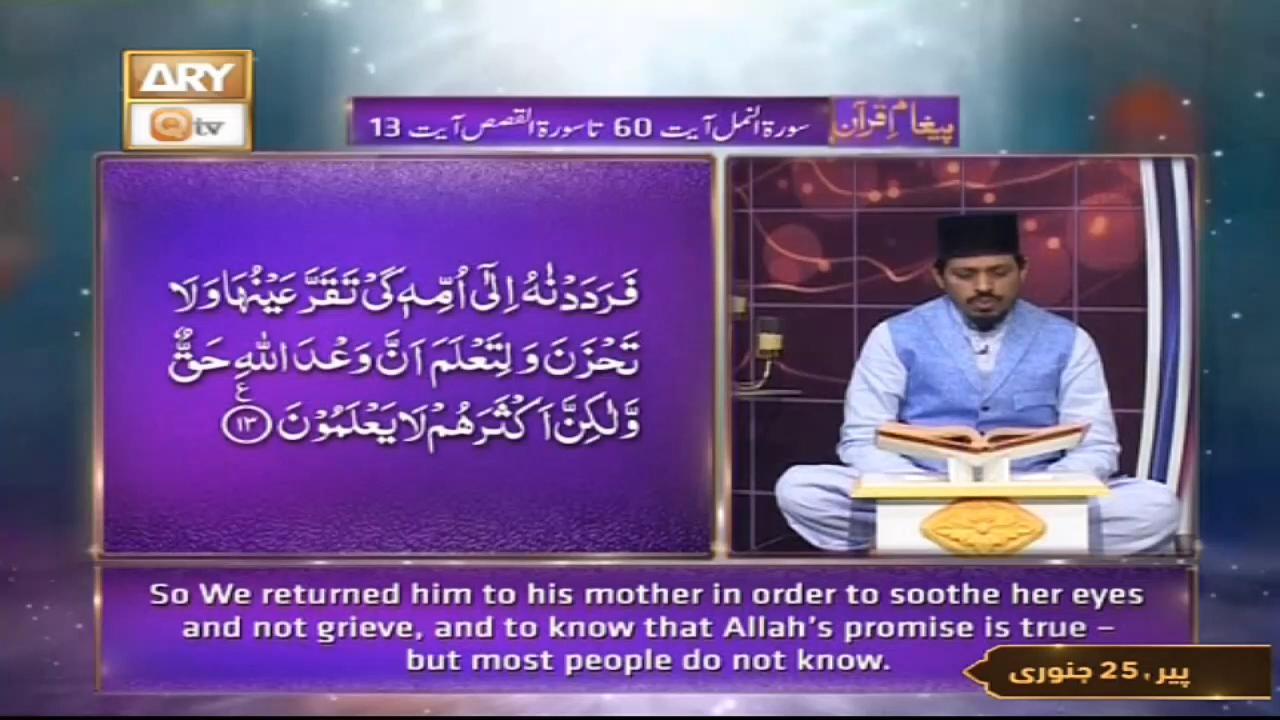 ARY
Qtv
پیغام قرآن
سورۃ النمل آیت 60 تا سورۃ القصص آیت 13
فَرَدَدْنٰهُ اِلٰٓى اُمِّهٖ كَیْ تَقَرَّ عَیْنُهَا وَلَا
تَحْزَنَ وَلِتَعْلَمَ اَنَّ وَعْدَ اللّٰهِ حَقٌّ
وَّلٰكِنَّ اَكْثَرَهُمْ لَا یَعْلَمُوْنَ ۧ ﴿۱۳﴾
So We returned him to his mother in order to soothe her eyes
and not grieve, and to know that Allah's promise is true –
but most people do not know.
پیر, 25 جنوری